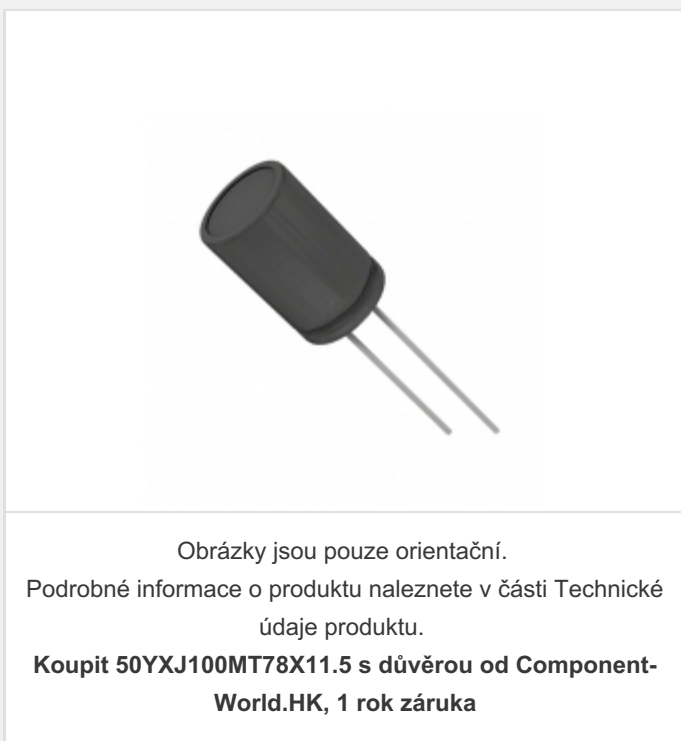 Obrázky jsou pouze orientační.
Podrobné informace o produktu naleznete v části Technické
údaje produktu.
Koupit 50YXJ100MT78X11.5 s důvěrou od Component-
World.HK, 1 rok záruka